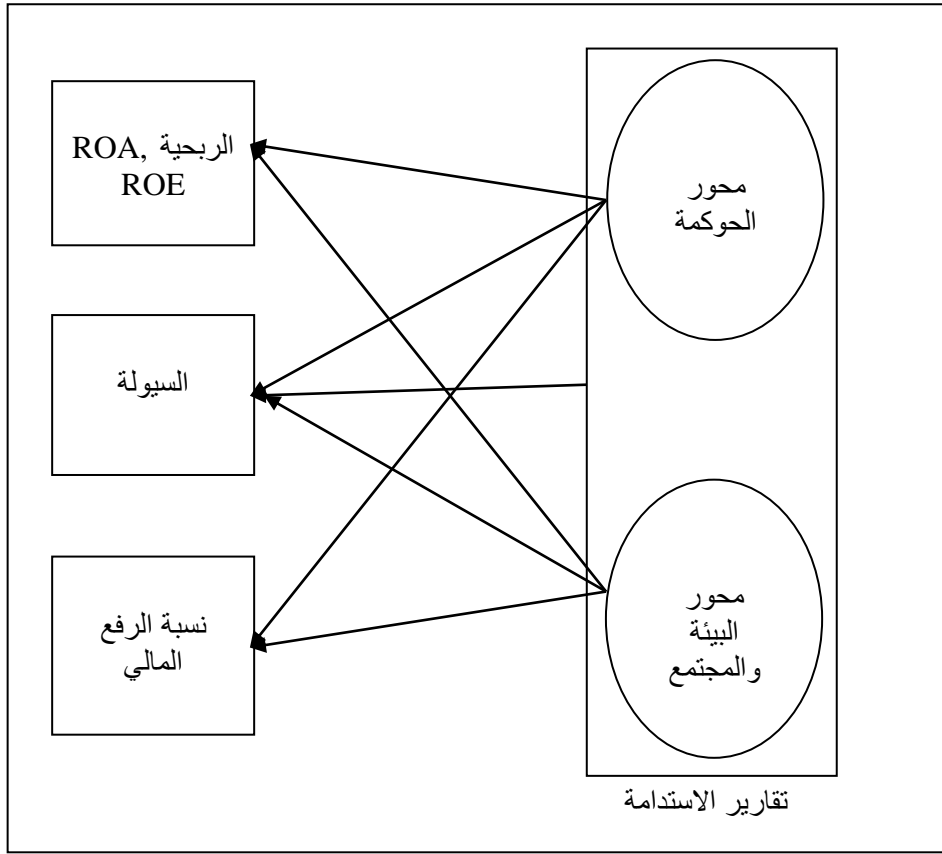 محور
الحوكمة
محور
البيئة
والمجتمع
تقارير الاستدامة
الربحية ROA,
ROE
السيولة
نسبة الرفع
المالي